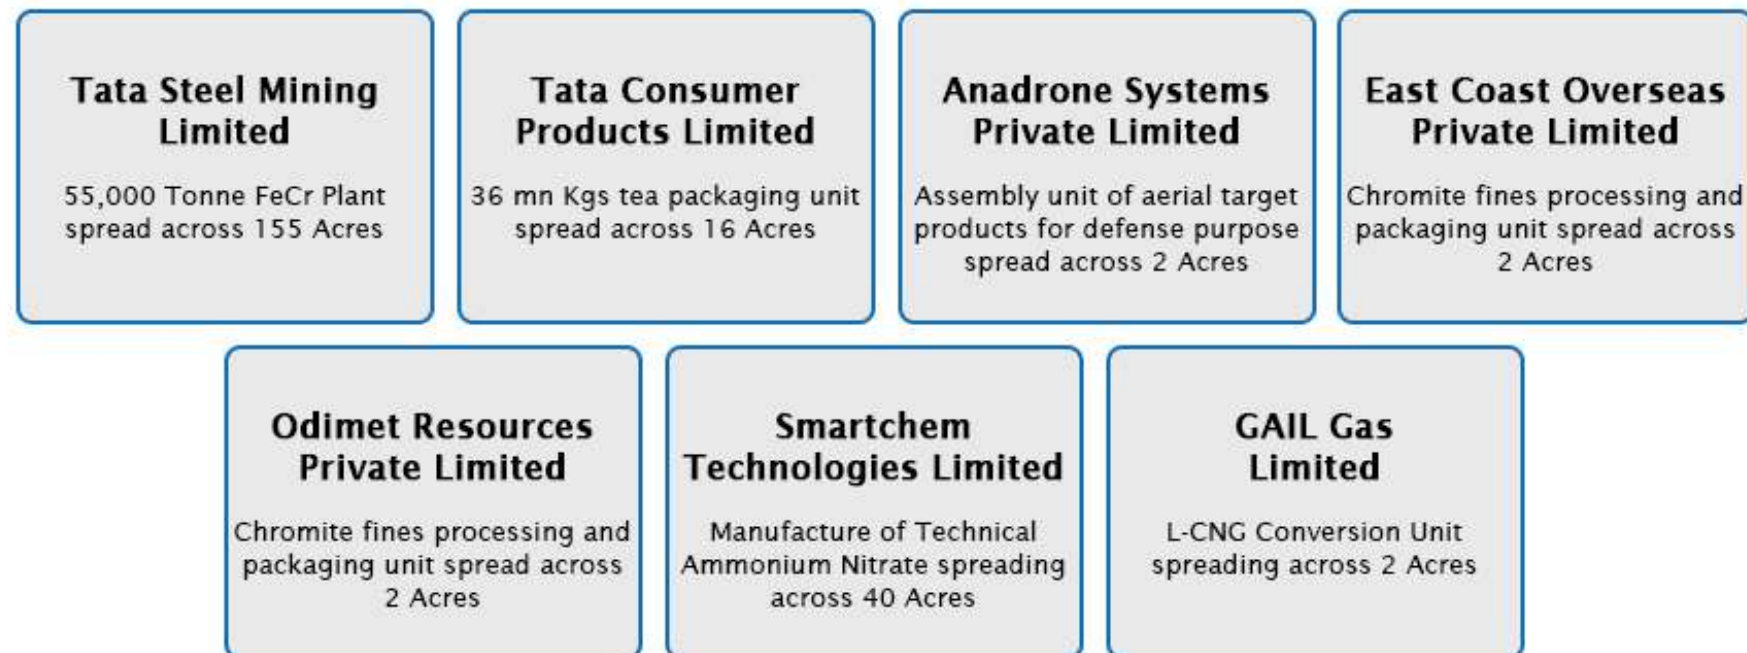 Tata Steel Mining
Limited
55,000 Tonne FeCr Plant
spread across 155 Acres
Tata Consumer
Products Limited
36 mn Kgs tea packaging unit
spread across 16 Acres
Anadrone Systems
Private Limited
Assembly unit of aerial target
products for defense purpose
spread across 2 Acres
East Coast Overseas
Private Limited
Chromite fines processing and
packaging unit spread across
2 Acres
Odimet Resources
Private Limited
Chromite fines processing and
packaging unit spread across
2 Acres
Smartchem
Technologies Limited
Manufacture of Technical
Ammonium Nitrate spreading
across 40 Acres
GAIL Gas
Limited
L-CNG Conversion Unit
spreading across 2 Acres